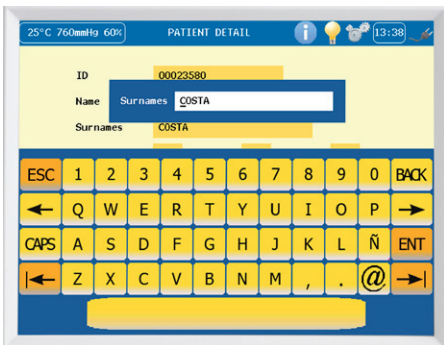 25°C 760mmHg 60% PATIENT DETAIL 13:38
ID 00023580
Name Surnames COSTA
Surnames COSTA
ESC 1 2 3 4 5 6 7 8 9 0 BACK
Q W E R T Y U I O P
CAPS A S D F G H J K L Ñ ENT
Z X C V B N M , . @